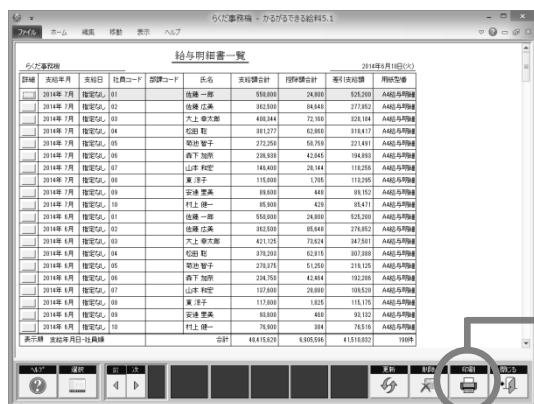 らくだ事務機 - かるがるできる給料5.1
ファイル ホーム 編集 移動 表示 ヘルプ
給与明細書一覧
らくだ事務機 2014年6月10日(火)
詳細 支給年月 支給日 社員コード 部課コード 氏名 支給額合計 控除額合計 差引支給額 用紙型番
2014年 7月 指定なし 01 佐藤 一郎 550,000 24,800 525,200 A4給与明細
2014年 7月 指定なし 02 佐藤 広美 362,500 84,648 277,852 A4給与明細
2014年 7月 指定なし 03 大上 幸太郎 400,344 72,160 328,184 A4給与明細
2014年 7月 指定なし 04 松田 聡 381,277 62,860 318,417 A4給与明細
2014年 7月 指定なし 05 菊池 智子 272,250 50,759 221,491 A4給与明細
2014年 7月 指定なし 06 森下 加奈 236,938 42,045 194,893 A4給与明細
2014年 7月 指定なし 07 山本 和宏 146,400 28,144 118,256 A4給与明細
2014年 7月 指定なし 08 東 洋子 115,000 1,705 113,295 A4給与明細
2014年 7月 指定なし 09 安達 里美 89,600 448 89,152 A4給与明細
2014年 7月 指定なし 10 村上 健一 85,900 429 85,471 A4給与明細
2014年 6月 指定なし 01 佐藤 一郎 550,000 24,800 525,200 A4給与明細
2014年 6月 指定なし 02 佐藤 広美 362,500 85,648 276,852 A4給与明細
2014年 6月 指定なし 03 大上 幸太郎 421,125 73,624 347,501 A4給与明細
2014年 6月 指定なし 04 松田 聡 370,203 62,815 307,388 A4給与明細
2014年 6月 指定なし 05 菊池 智子 270,375 51,250 219,125 A4給与明細
2014年 6月 指定なし 06 森下 加奈 234,750 42,464 192,286 A4給与明細
2014年 6月 指定なし 07 山本 和宏 137,600 28,080 109,520 A4給与明細
2014年 6月 指定なし 08 東 洋子 117,000 1,825 115,175 A4給与明細
2014年 6月 指定なし 09 安達 里美 93,600 468 93,132 A4給与明細
2014年 6月 指定なし 10 村上 健一 76,900 384 76,516 A4給与明細
表示順 支給年月日-社員順 合計 48,415,628 6,905,596 41,510,032 190件
ヘルプ 選択 前 次 更新 削除 印刷 閉じる